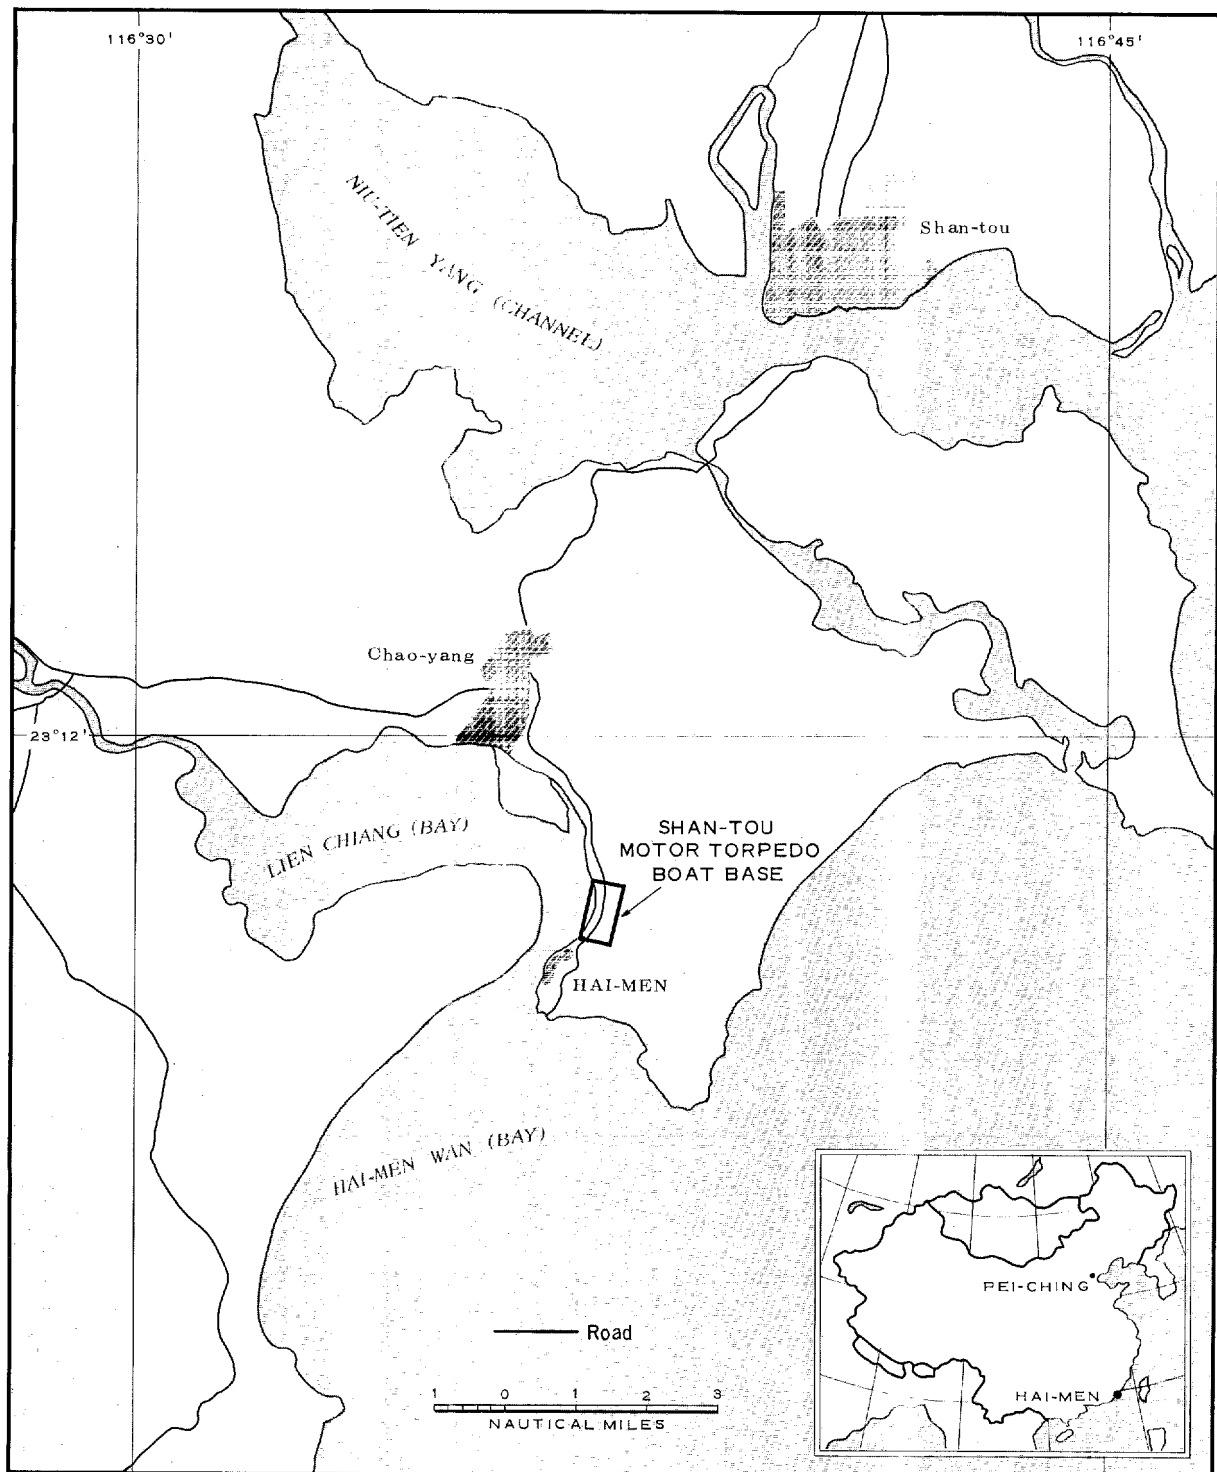 116°30'
116°45'
NIU-TIEN YANG (CHANNEL)
Shan-tou
Chao-yang
23°12'
LIEN CHIANG (BAY)
SHAN-TOU
MOTOR TORPEDO
BOAT BASE
HAI-MEN
HAI-MEN WAN (BAY)
PEI-CHING
HAI-MEN
Road
1 0 1 2 3
NAUTICAL MILES